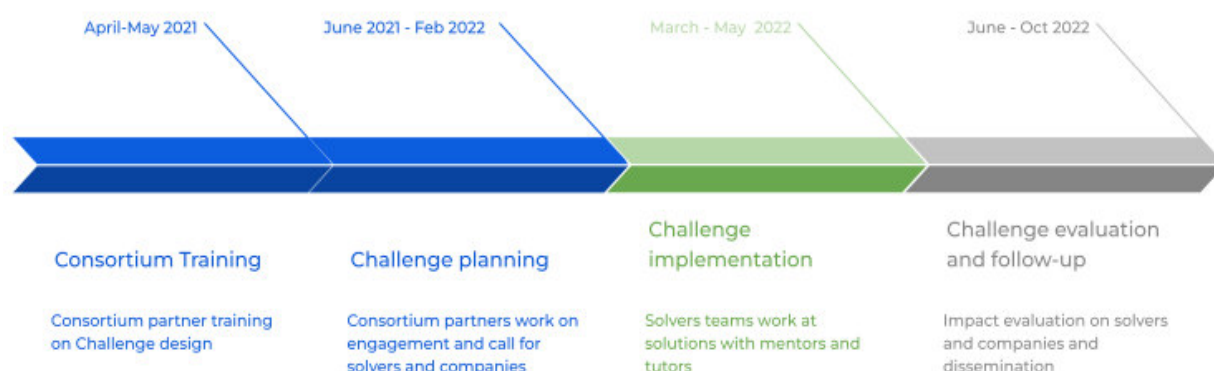 April-May 2021
June 2021 - Feb 2022
March - May 2022
June - Oct 2022
Consortium Training
Challenge planning
Challenge
implementation
Challenge evaluation
and follow-up
Consortium partner training
on Challenge design
Consortium partners work on
engagement and call for
solvers and companies
Solvers teams work at
solutions with mentors and
tutors
Impact evaluation on solvers
and companies and
dissemination